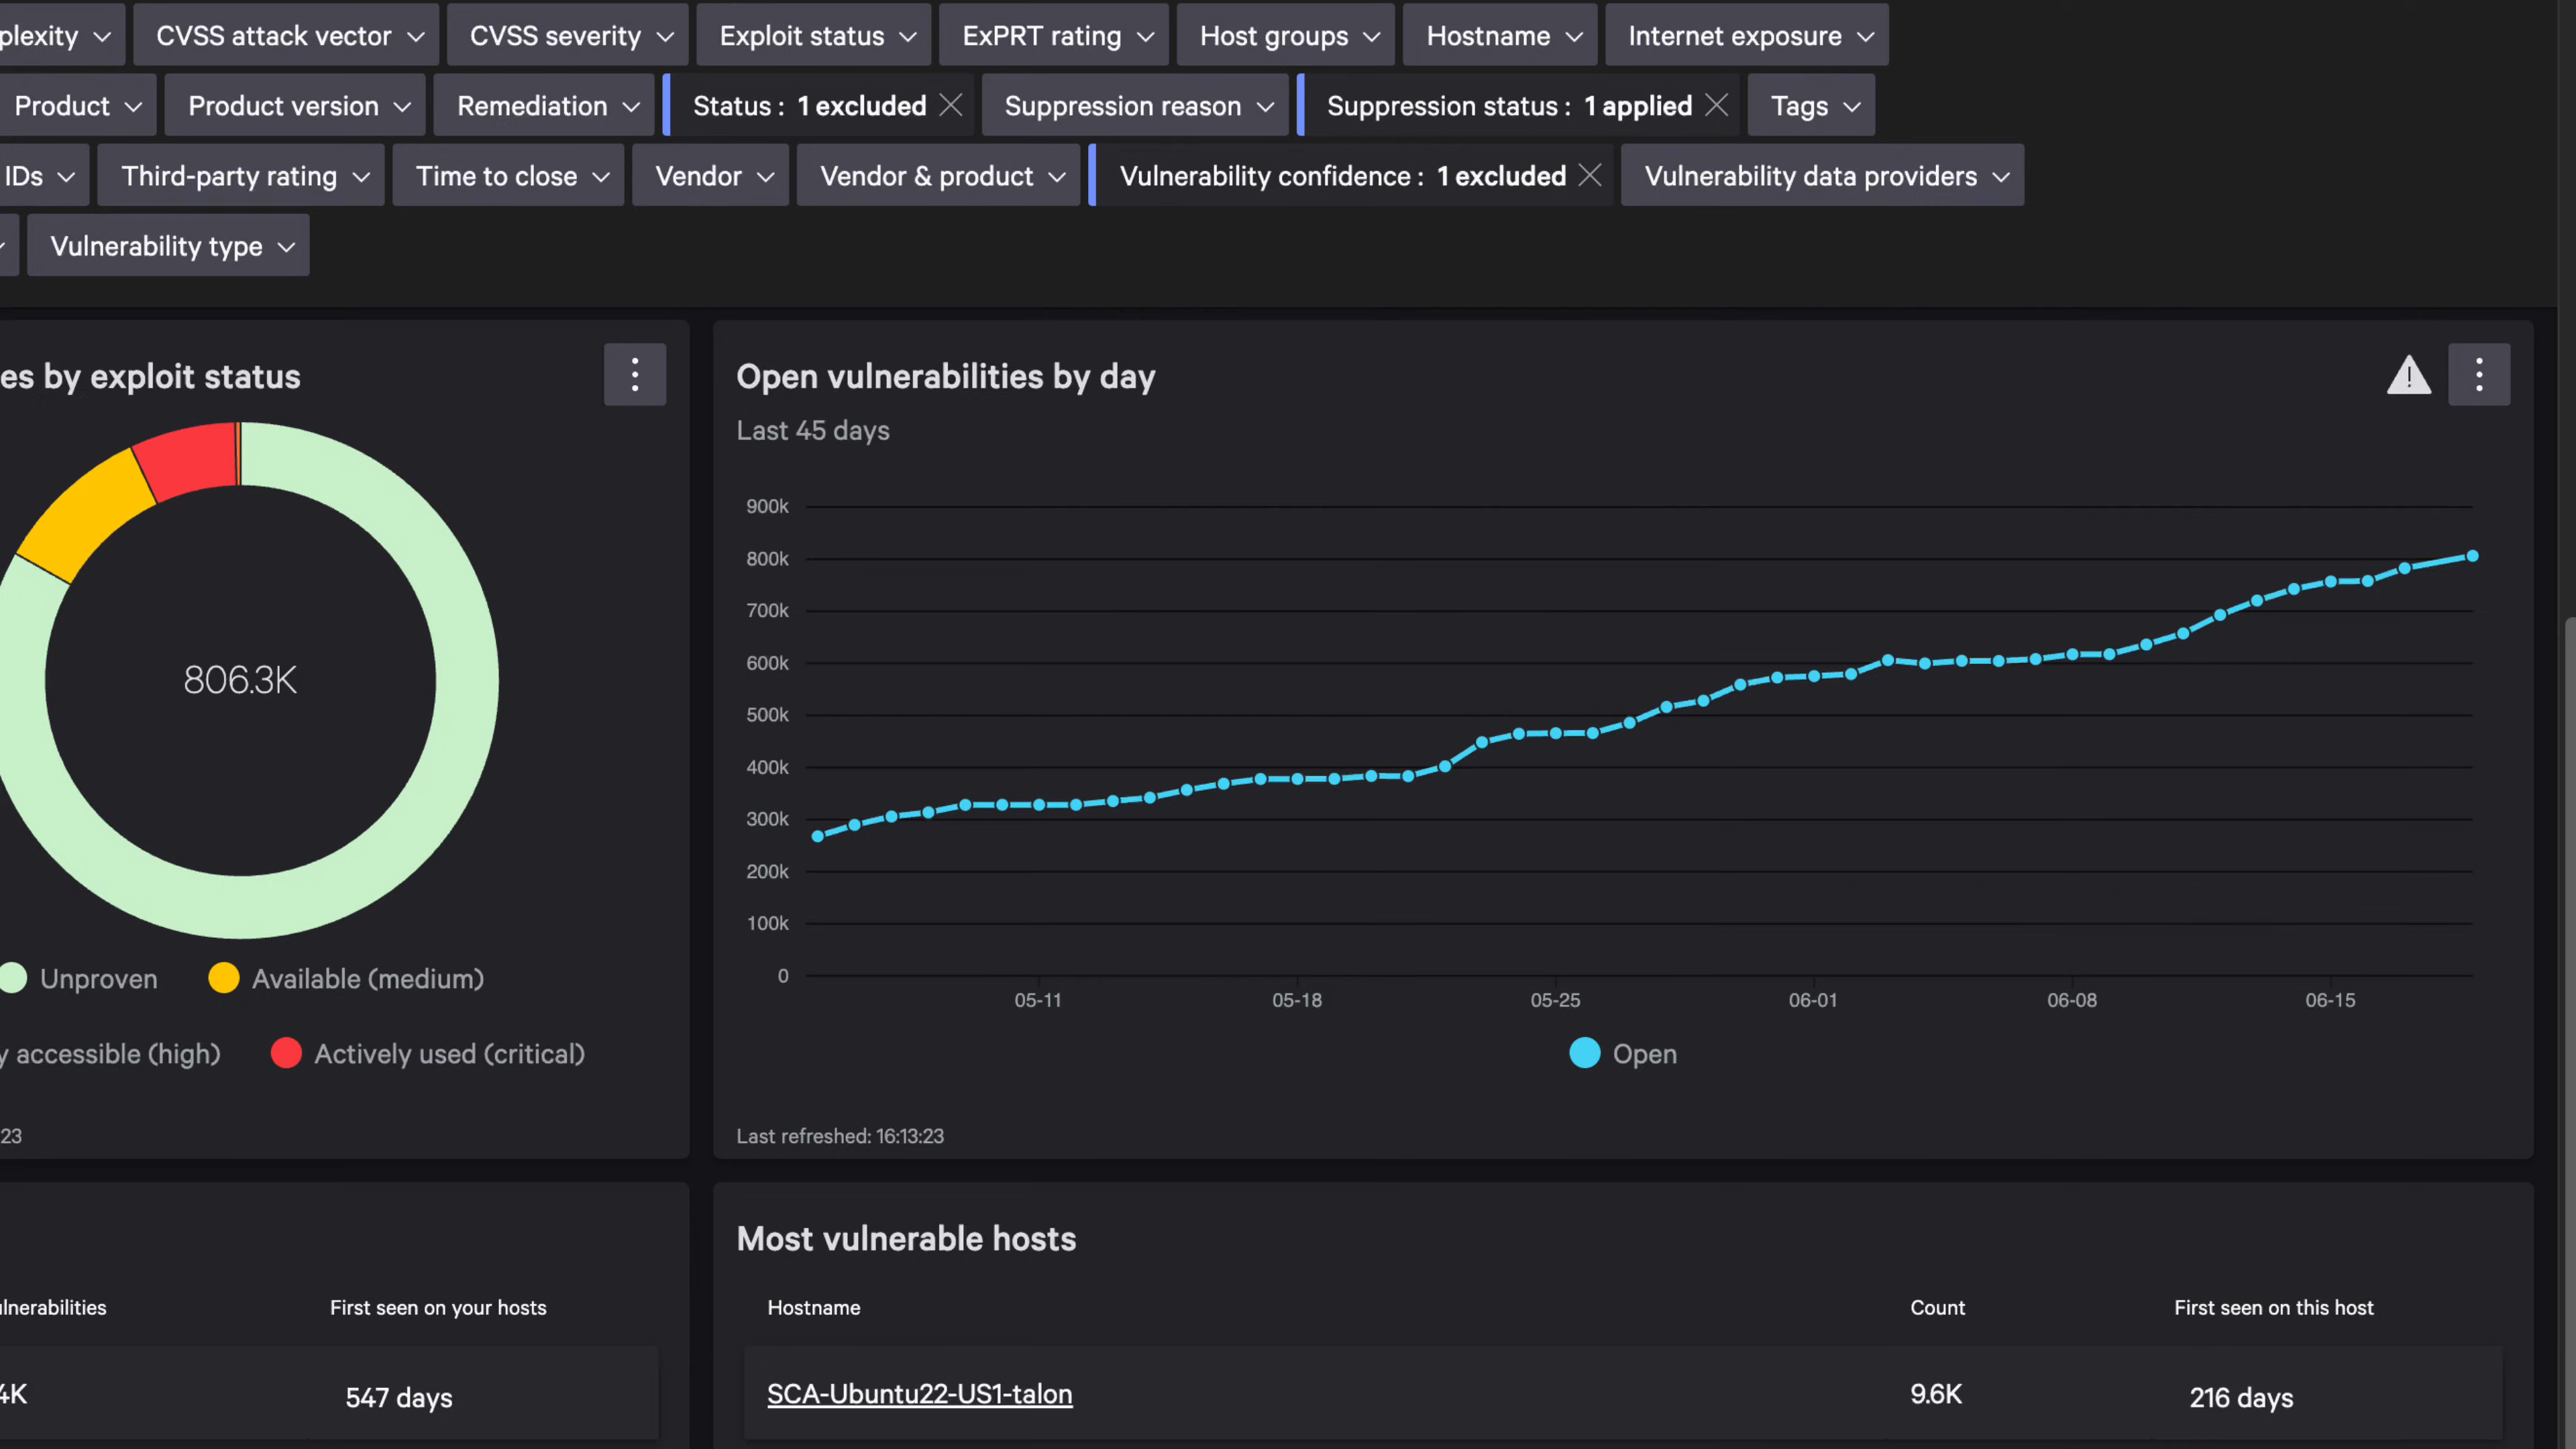 plexity CVSS attack vector CVSS severity Exploit status ExPRT rating Host groups Hostname Internet exposure
Product Product version Remediation Status : 1 excluded Suppression reason Suppression status : 1 applied Tags
IDs Third-party rating Time to close Vendor Vendor & product Vulnerability confidence : 1 excluded Vulnerability data providers
Vulnerability type
es by exploit status
806.3K
Unproven Available (medium)
y accessible (high) Actively used (critical)
23
Open vulnerabilities by day
Last 45 days
900k
800k
700k
600k
500k
400k
300k
200k
100k
0
05-11 05-18 05-25 06-01 06-08 06-15
Open
Last refreshed: 16:13:23
lnerabilities First seen on your hosts
4K 547 days
Most vulnerable hosts
Hostname Count First seen on this host
SCA-Ubuntu22-US1-talon 9.6K 216 days